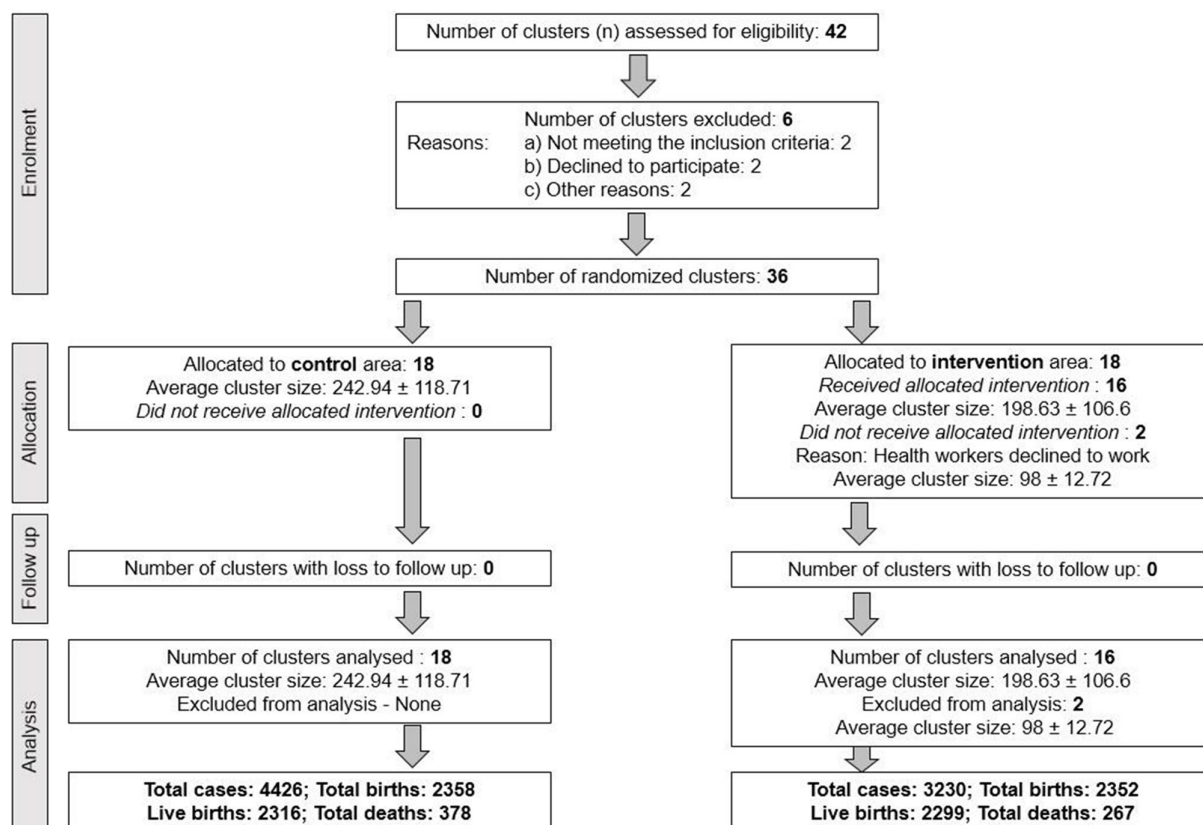 Enrolment
Number of clusters (n) assessed for eligibility: 42
Number of clusters excluded: 6
Reasons: a) Not meeting the inclusion criteria: 2
b) Declined to participate: 2
c) Other reasons: 2
Number of randomized clusters: 36
Allocation
Allocated to control area: 18
Average cluster size: 242.94 ± 118.71
Did not receive allocated intervention : 0
Allocated to intervention area: 18
Received allocated intervention : 16
Average cluster size: 198.63 ± 106.6
Did not receive allocated intervention : 2
Reason: Health workers declined to work
Average cluster size: 98 ± 12.72
Follow up
Number of clusters with loss to follow up: 0
Number of clusters with loss to follow up: 0
Analysis
Number of clusters analysed : 18
Average cluster size: 242.94 ± 118.71
Excluded from analysis - None
Number of clusters analysed : 16
Average cluster size: 198.63 ± 106.6
Excluded from analysis: 2
Average cluster size: 98 ± 12.72
Total cases: 4426; Total births: 2358
Live births: 2316; Total deaths: 378
Total cases: 3230; Total births: 2352
Live births: 2299; Total deaths: 267